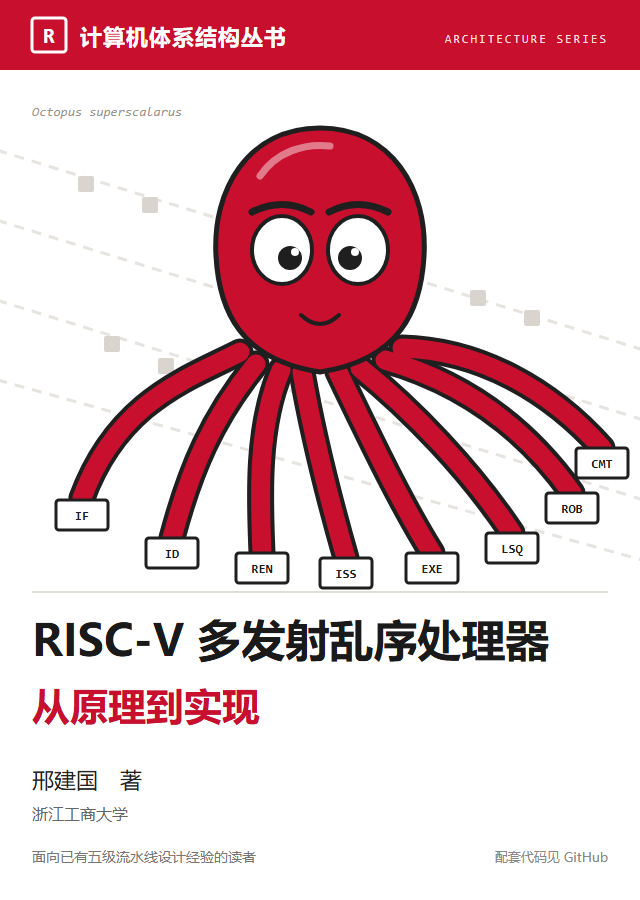 R 计算机体系结构丛书
ARCHITECTURE SERIES
Octopus superscalarus
CMT
ROB
IF
LSQ
ID
REN
ISS
EXE
RISC-V 多发射乱序处理器
从原理到实现
邢建国 著
浙江工商大学
面向已有五级流水线设计经验的读者
配套代码见 GitHub